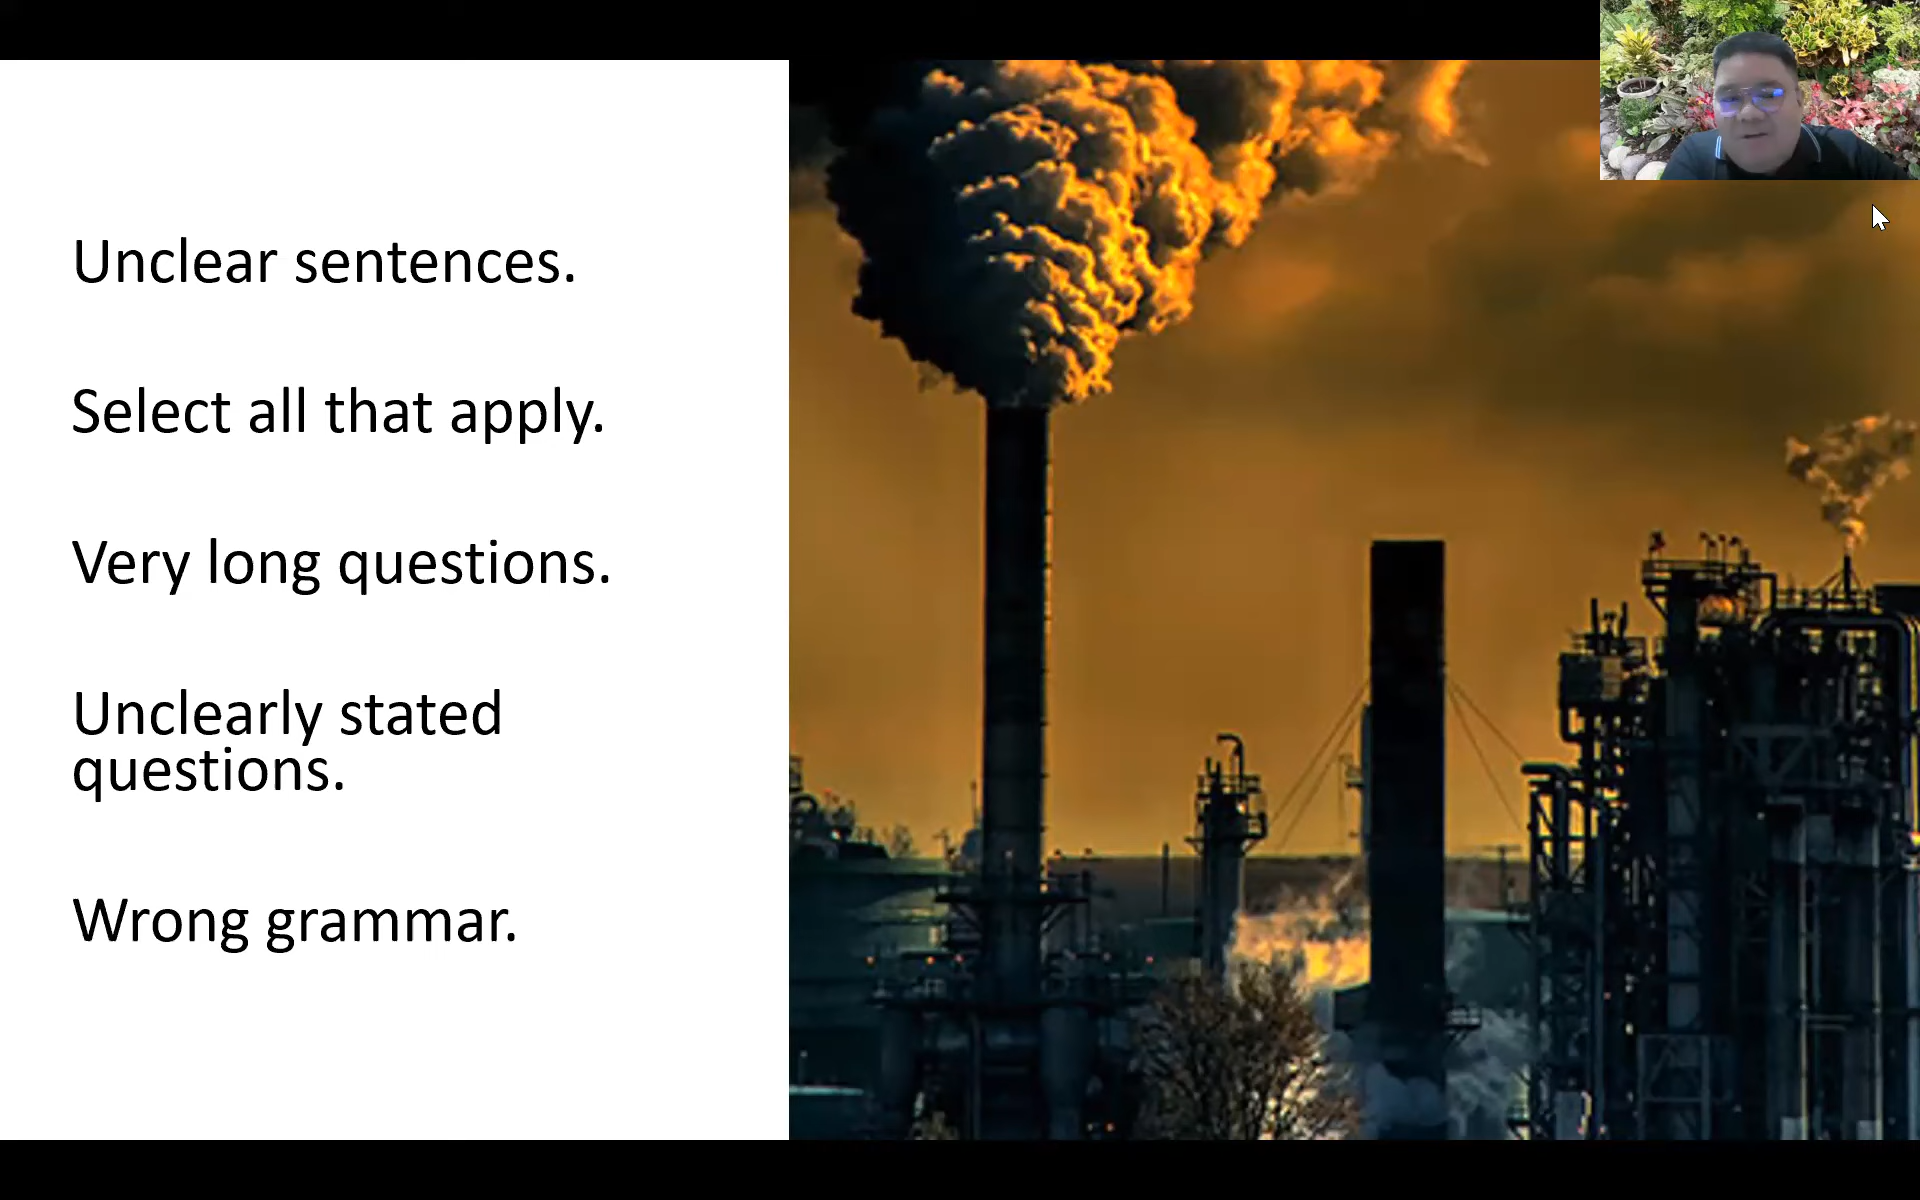 Unclear sentences.
Select all that apply.
Very long questions.
Unclearly stated
questions.
Wrong grammar.